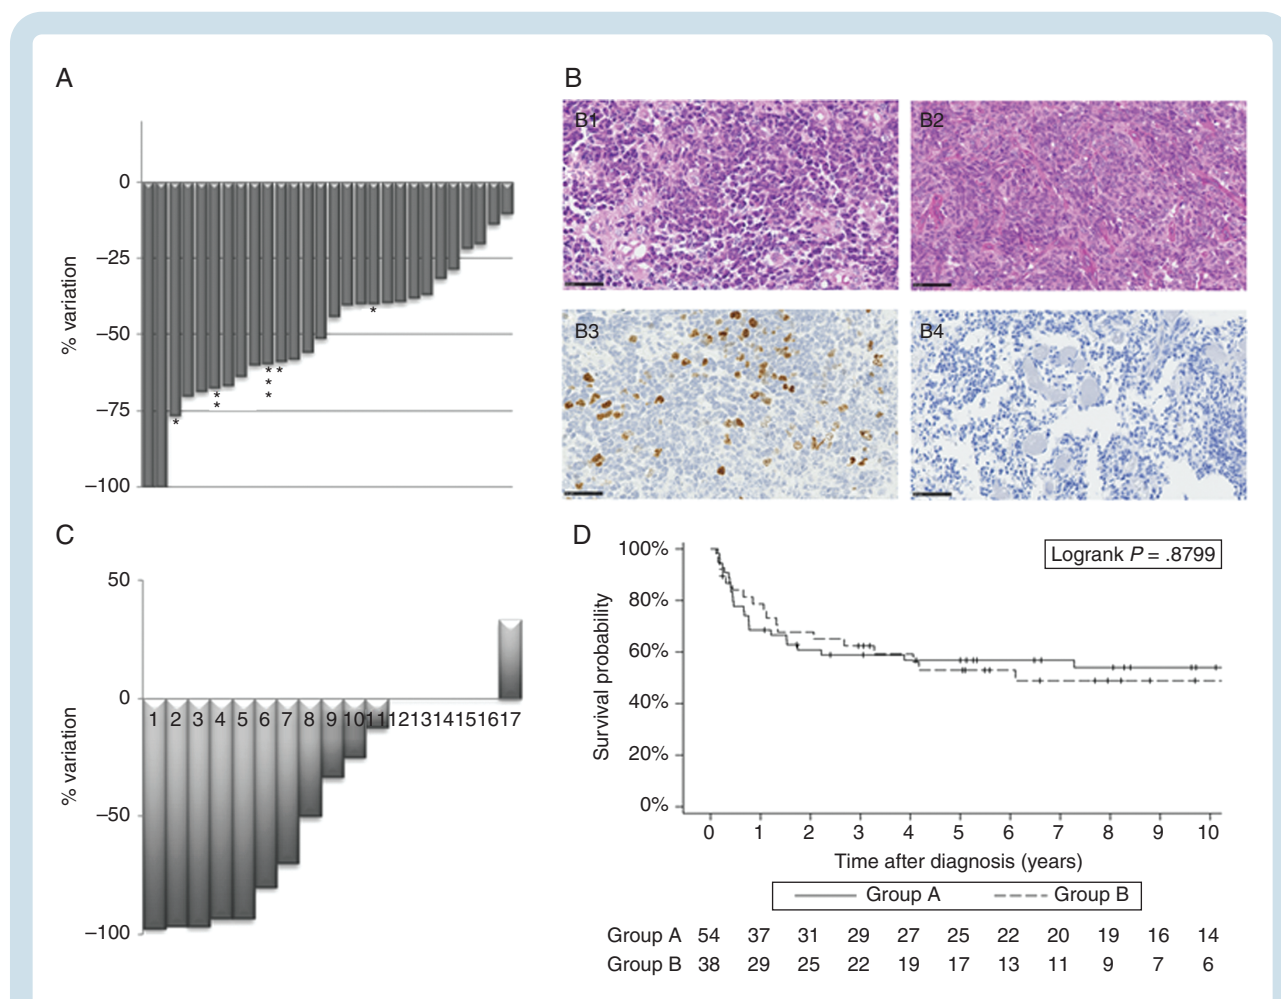 A
% variation
0
–25
–50
–75
–100
*
*
*
*
*
*
*
*
B
B1
B2
B3
B4
C
% variation
50
0
–50
–100
1 2 3 4 5 6 7 8 9 10 11 12 13 14 15 16 17
D
Logrank P = .8799
Survival probability
100%
80%
60%
40%
20%
0%
0 1 2 3 4 5 6 7 8 9 10
Time after diagnosis (years)
Group A Group B
Group A 54 37 31 29 27 25 22 20 19 16 14
Group B 38 29 25 22 19 17 13 11 9 7 6